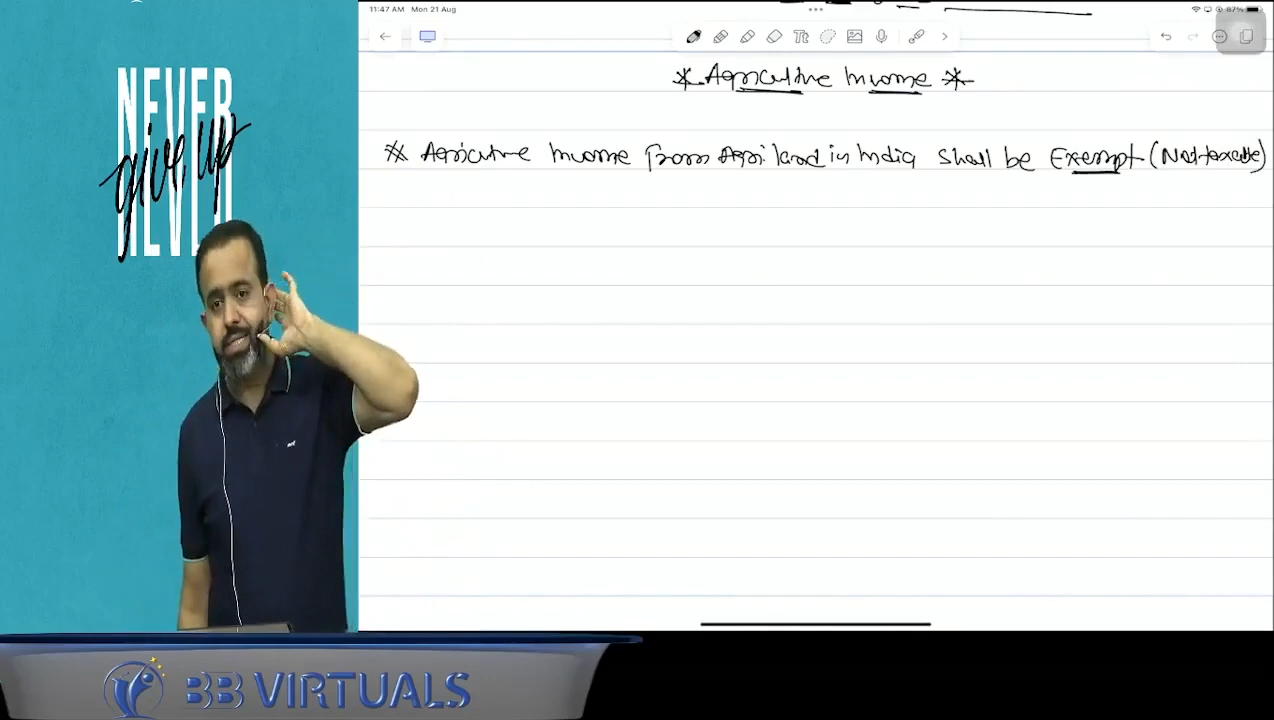 11:47 AM Mon 21 Aug
87%
NEVER
give up
NEVER
* Agriculture Income *
* Agriculture Income from Agri land in India shall be Exempt (Not taxable)
BB VIRTUALS